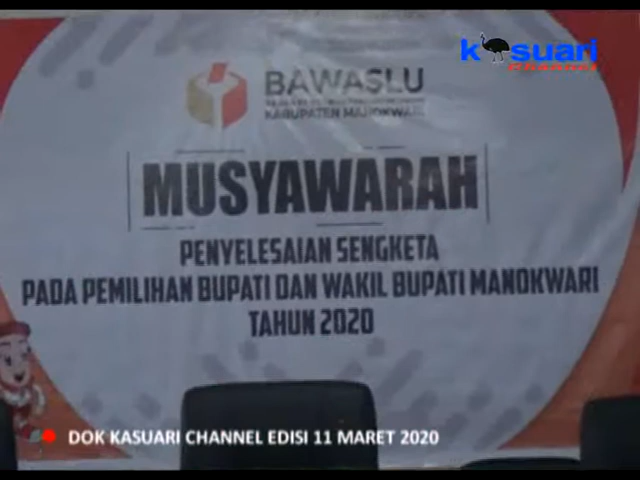 kasuari
Channel
BAWASLU
KABUPATEN MANOKWARI
MUSYAWARAH
PENYELESAIAN SENGKETA
PADA PEMILIHAN BUPATI DAN WAKIL BUPATI MANOKWARI
TAHUN 2020
DOK KASUARI CHANNEL EDISI 11 MARET 2020